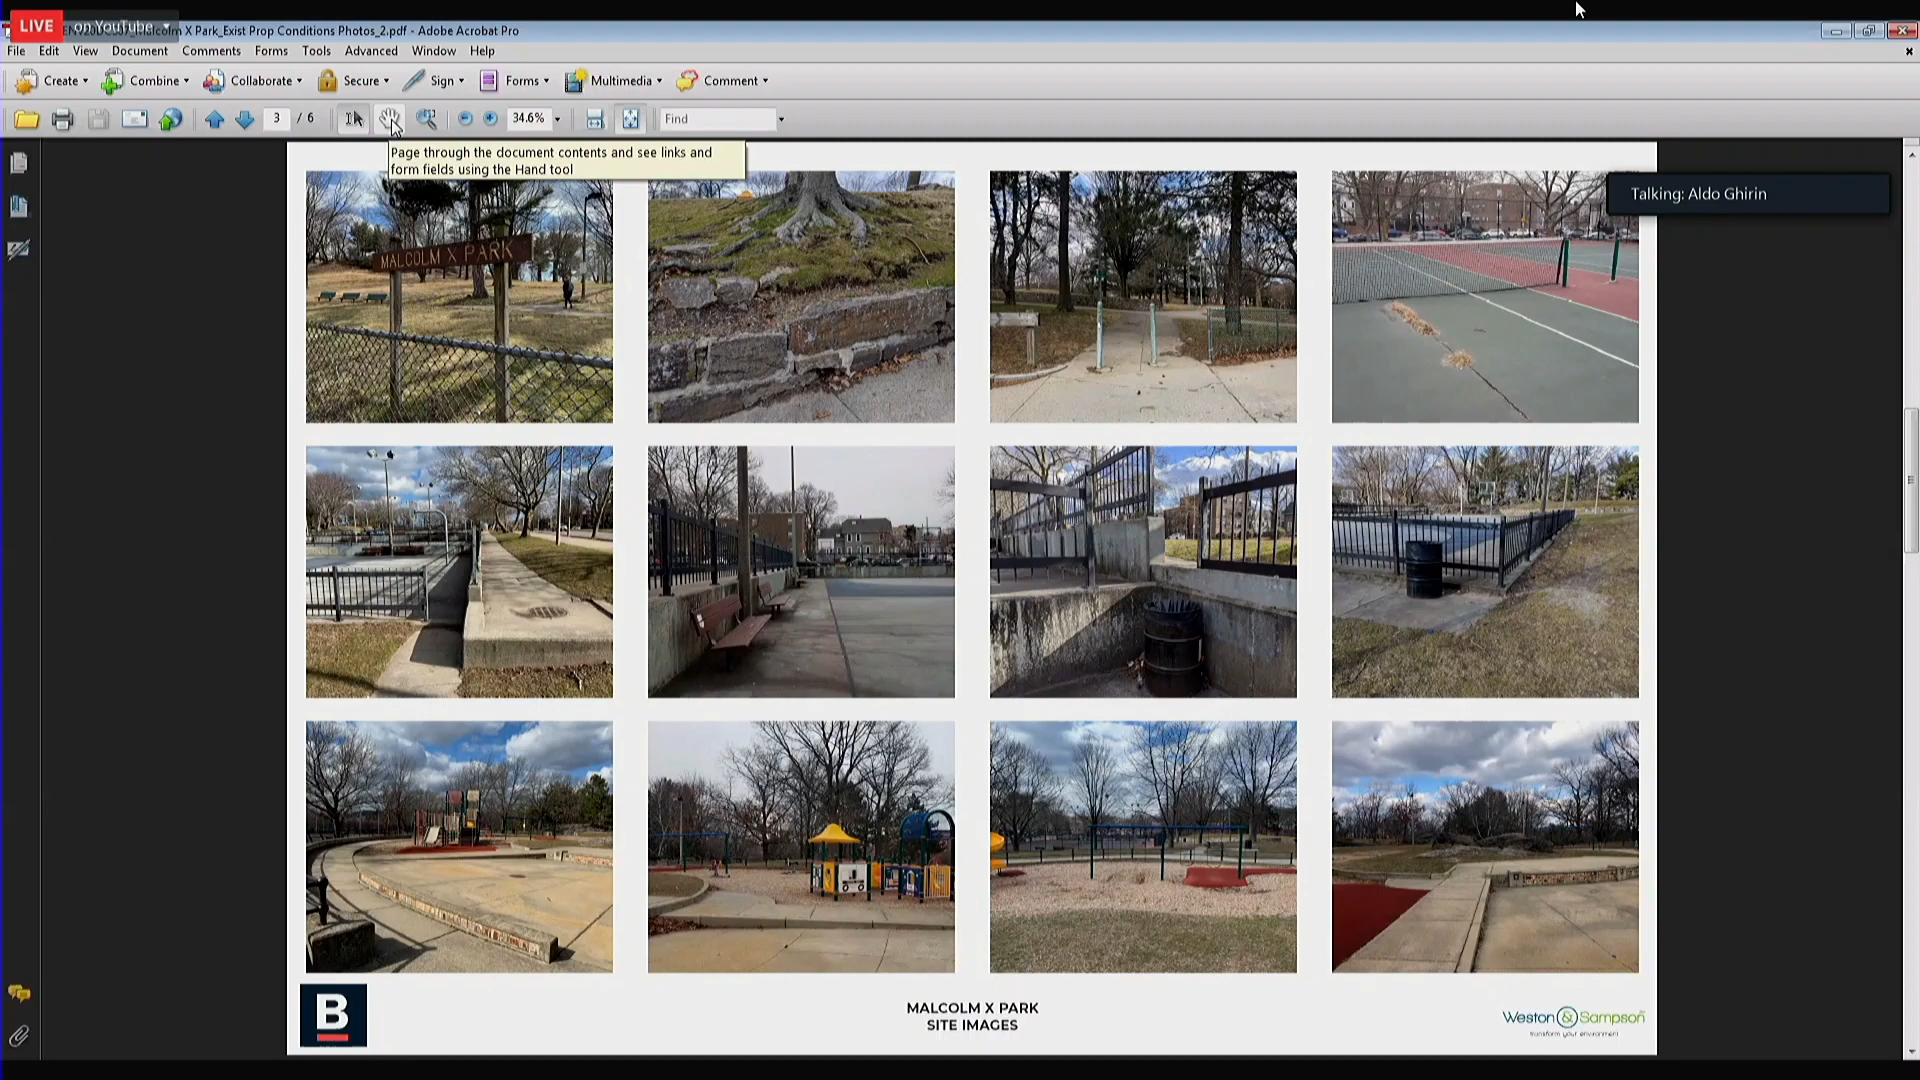 LIVE on YouTube
X Park_Exist Prop Conditions Photos_2.pdf - Adobe Acrobat Pro
File Edit View Document Comments Forms Tools Advanced Window Help
Create Combine Collaborate Secure Sign Forms Multimedia Comment
3 / 6 34.6% Find
Page through the document contents and see links and
form fields using the Hand tool
Talking: Aldo Ghirin
MALCOLM X PARK
B
MALCOLM X PARK
SITE IMAGES
Weston & Sampson
transform your environment